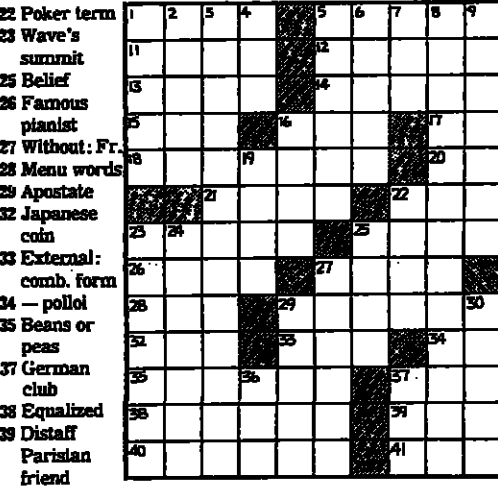 22 Poker term
23 Wave's
summit
25 Belief
26 Famous
pianist
27 Without: Fr.
28 Menu words
29 Apostate
32 Japanese
coin
33 External:
comb. form
34 — polloi
35 Beans or
peas
37 German
club
38 Equalized
39 Distaff
Parisian
friend
1 2 3 4 5 6 7 8 9
11 12
13 14
15 16 17
18 19 20
21 22
23 24 25
26 27
28 29 30
32 33 34
35 36 37
38 39
40 41